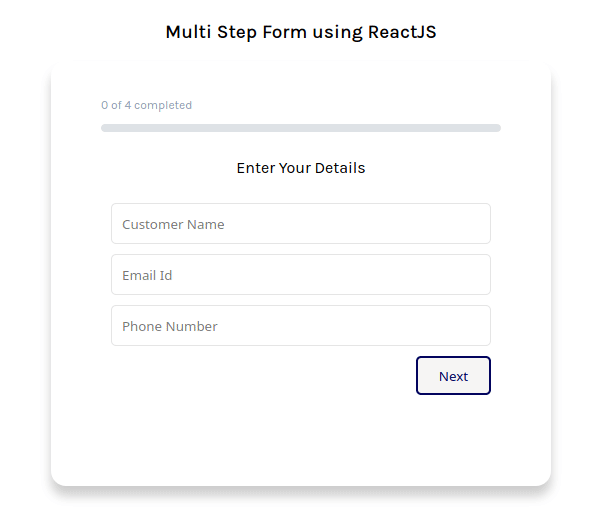 Multi Step Form using ReactJS
0 of 4 completed
Enter Your Details
Customer Name
Email Id
Phone Number
Next